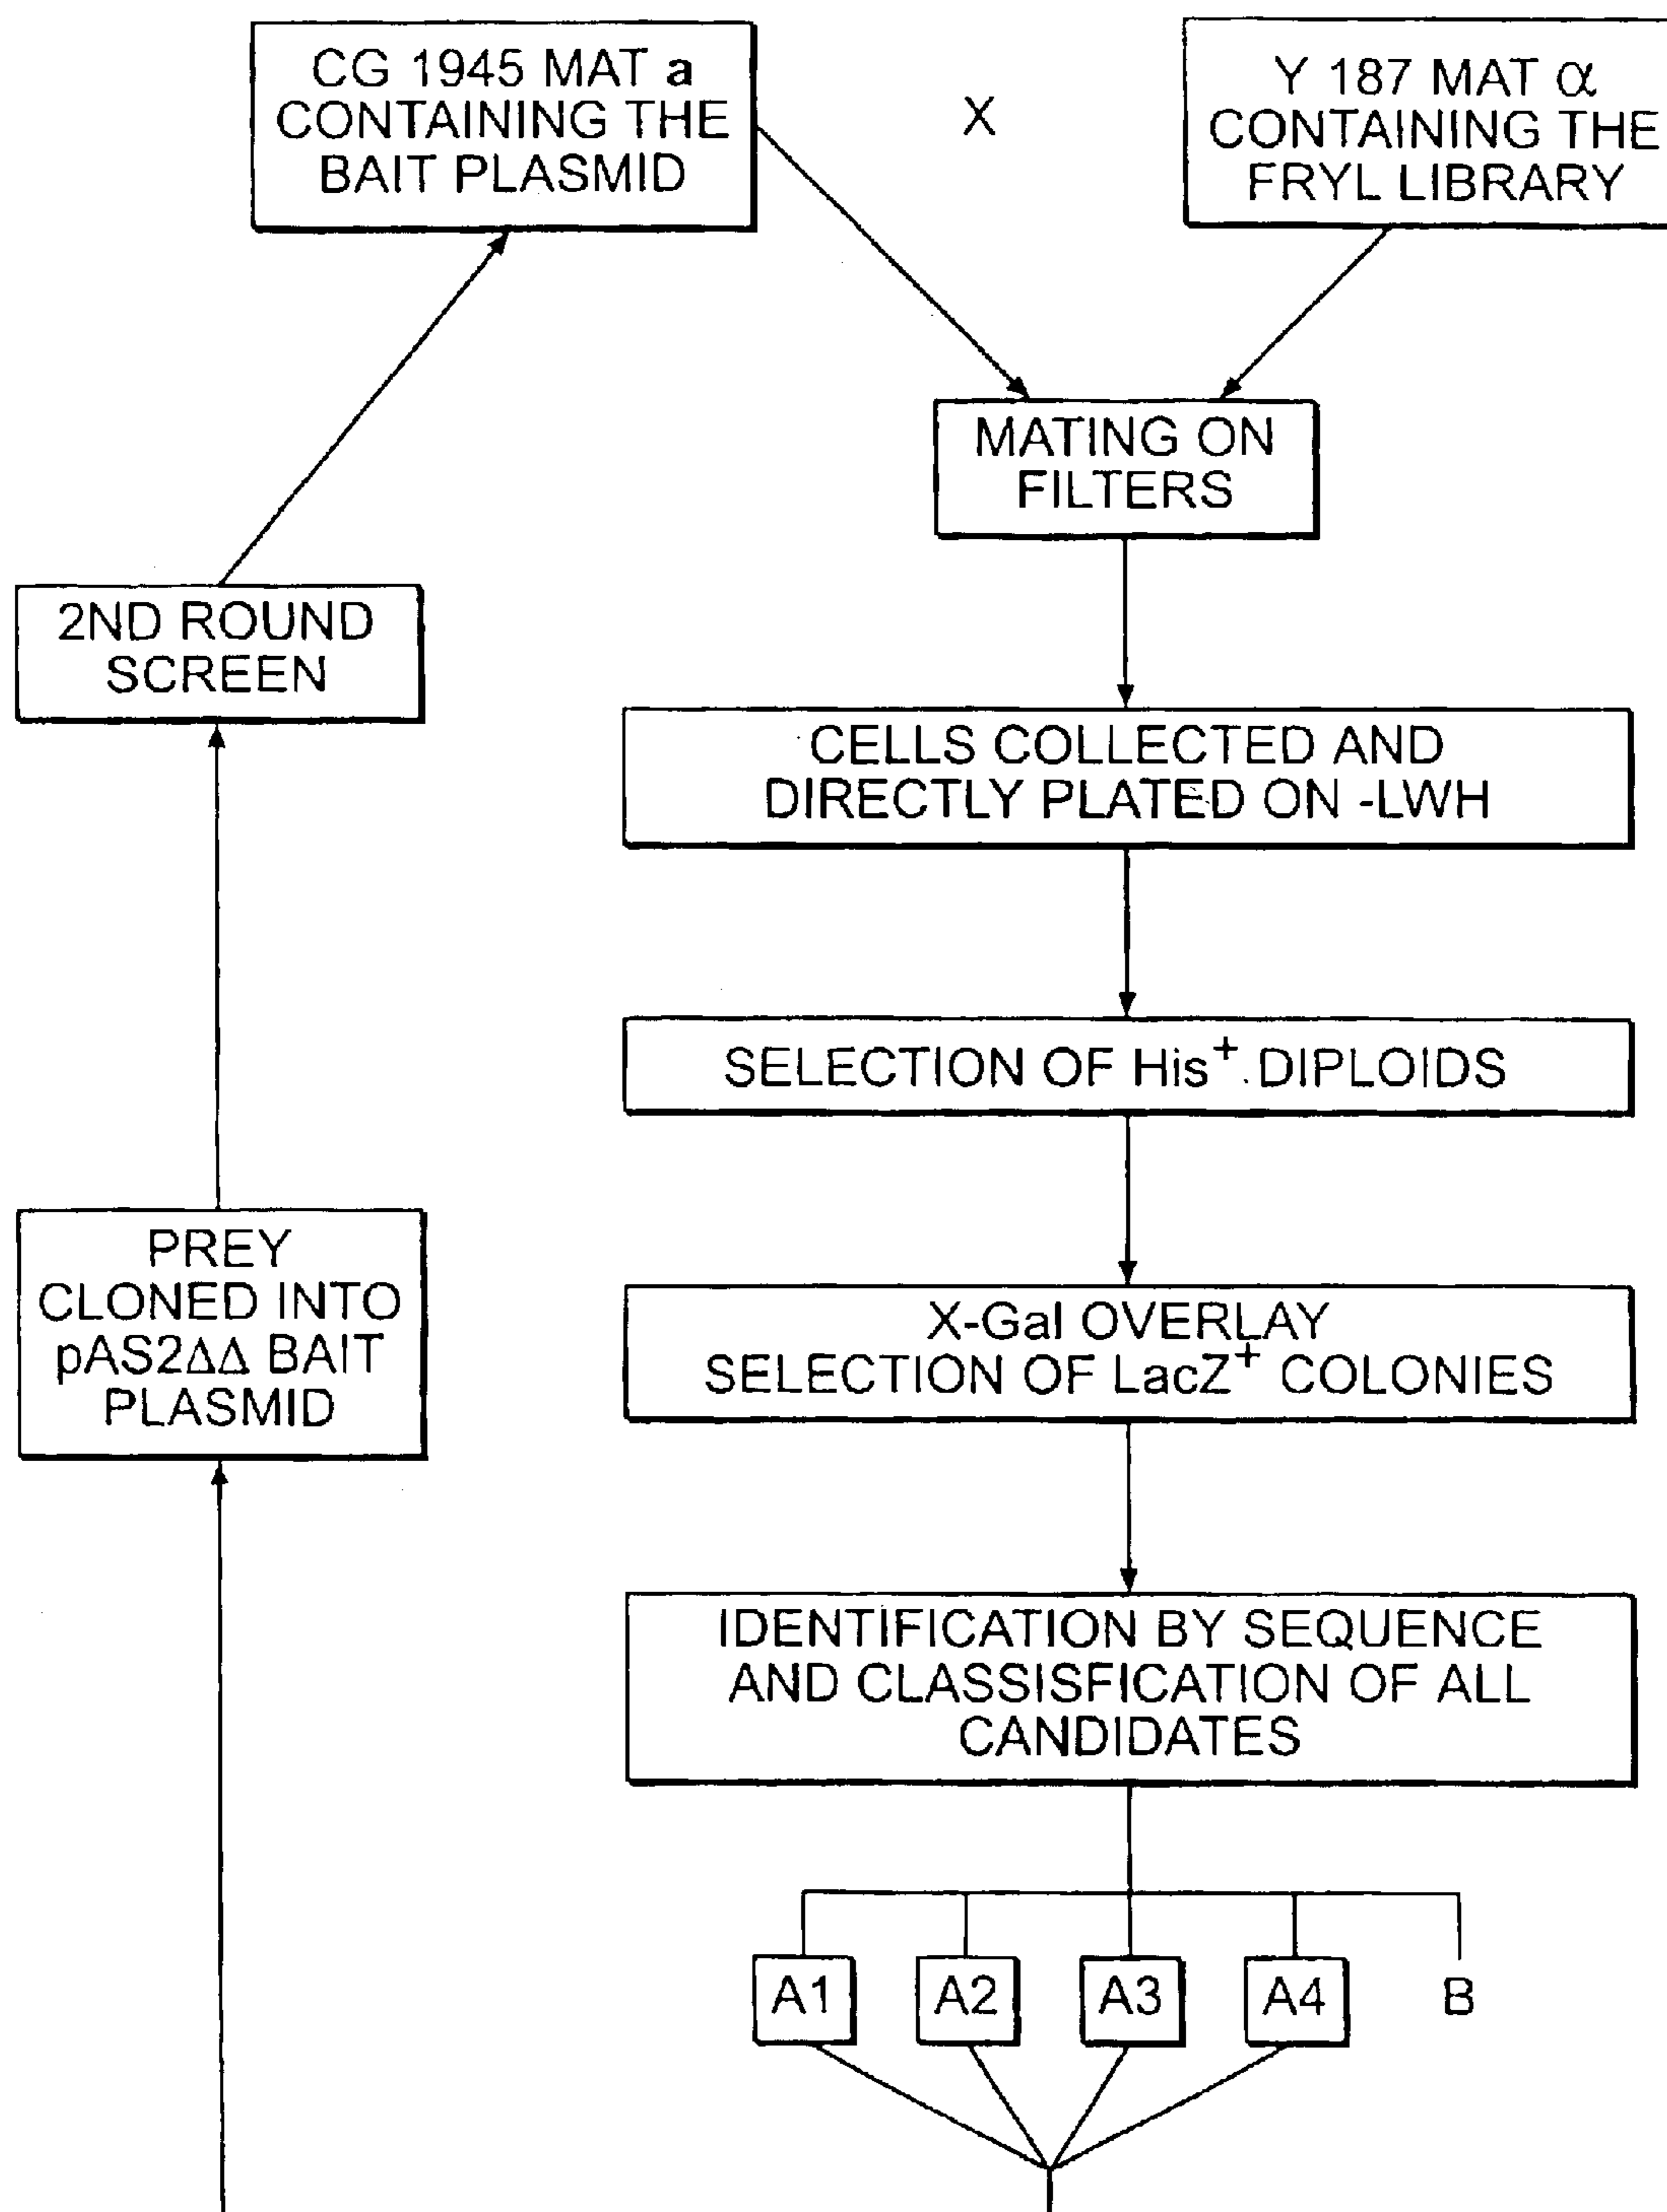 CG 1945 MAT a
CONTAINING THE
BAIT PLASMID
X
Y 187 MAT α
CONTAINING THE
FRYL LIBRARY
MATING ON
FILTERS
2ND ROUND
SCREEN
CELLS COLLECTED AND
DIRECTLY PLATED ON -LWH
SELECTION OF His⁺ DIPLOIDS
PREY
CLONED INTO
pAS2ΔΔ BAIT
PLASMID
X-Gal OVERLAY
SELECTION OF LacZ⁺ COLONIES
IDENTIFICATION BY SEQUENCE
AND CLASSISFICATION OF ALL
CANDIDATES
A1 A2 A3 A4 B